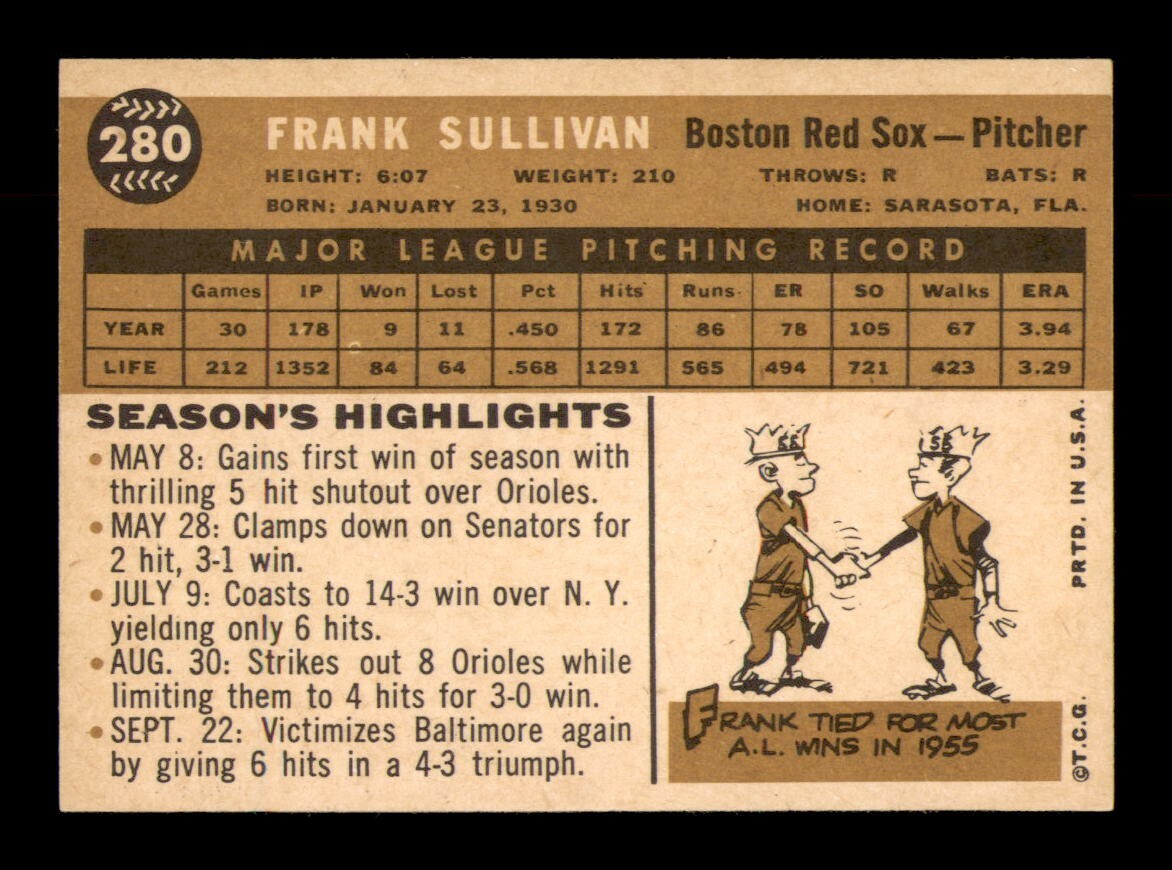 280
FRANK SULLIVAN Boston Red Sox — Pitcher
HEIGHT: 6:07 WEIGHT: 210 THROWS: R BATS: R
BORN: JANUARY 23, 1930 HOME: SARASOTA, FLA.
MAJOR LEAGUE PITCHING RECORD
Games IP Won Lost Pct Hits Runs ER SO Walks ERA
YEAR 30 178 9 11 .450 172 86 78 105 67 3.94
LIFE 212 1352 84 64 .568 1291 565 494 721 423 3.29
SEASON'S HIGHLIGHTS
• MAY 8: Gains first win of season with
thrilling 5 hit shutout over Orioles.
• MAY 28: Clamps down on Senators for
2 hit, 3-1 win.
• JULY 9: Coasts to 14-3 win over N. Y.
yielding only 6 hits.
• AUG. 30: Strikes out 8 Orioles while
limiting them to 4 hits for 3-0 win.
• SEPT. 22: Victimizes Baltimore again
by giving 6 hits in a 4-3 triumph.
55
55
FRANK TIED FOR MOST
A.L. WINS IN 1955
PRTD. IN U.S.A.
©T.C.G.